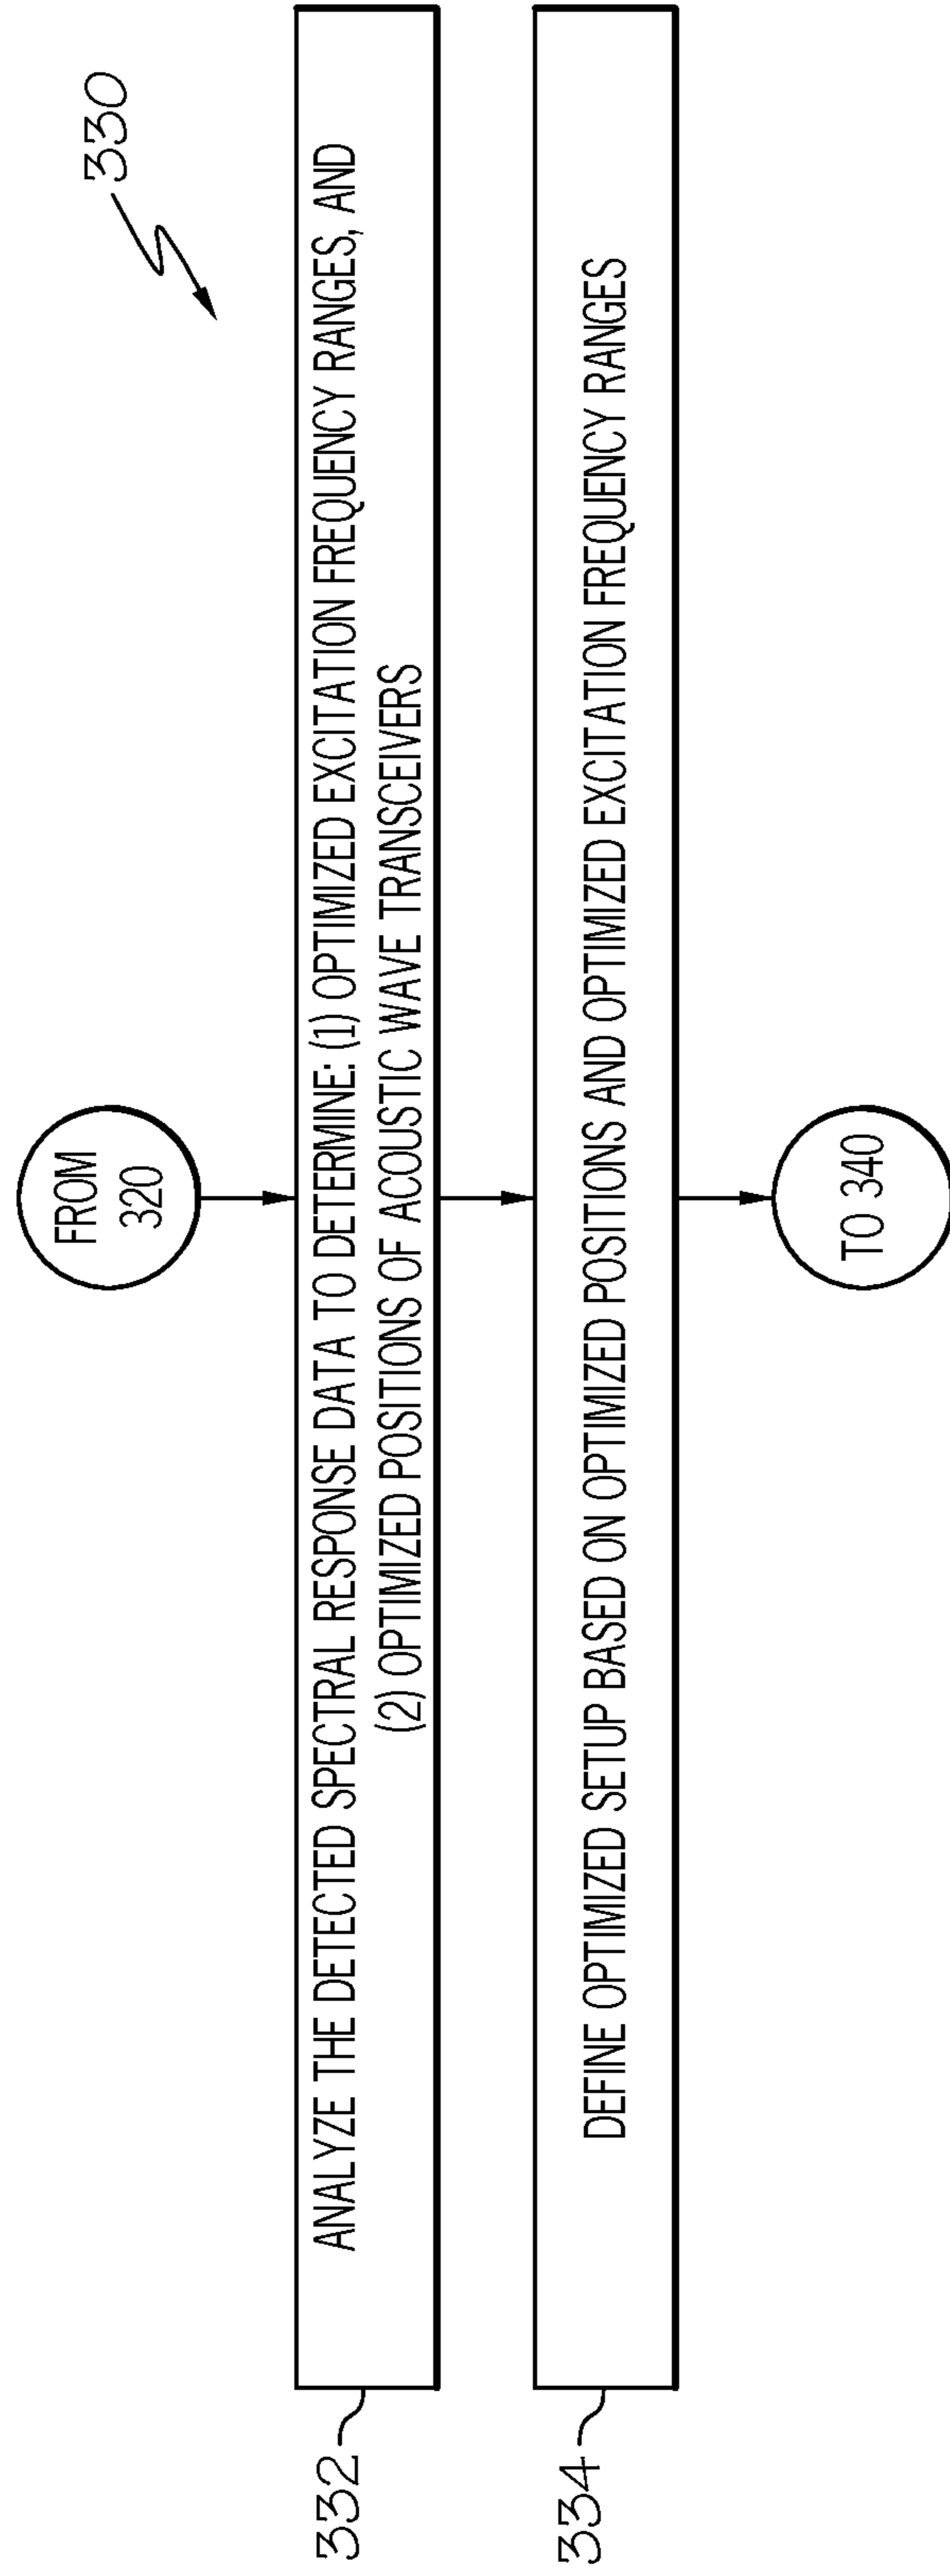 330
FROM
320
332
ANALYZE THE DETECTED SPECTRAL RESPONSE DATA TO DETERMINE: (1) OPTIMIZED EXCITATION FREQUENCY RANGES, AND
(2) OPTIMIZED POSITIONS OF ACOUSTIC WAVE TRANSCEIVERS
334
DEFINE OPTIMIZED SETUP BASED ON OPTIMIZED POSITIONS AND OPTIMIZED EXCITATION FREQUENCY RANGES
TO 340